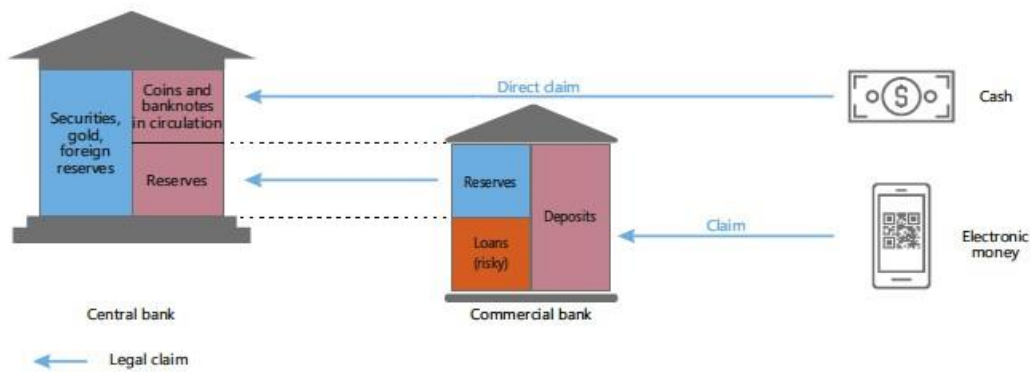 Direct claim
Coins and
banknotes
in circulation
Securities,
gold,
foreign
reserves
Reserves
Cash
Reserves
Deposits
Loans
(risky)
Claim
Electronic
money
Central bank
Commercial bank
Legal claim